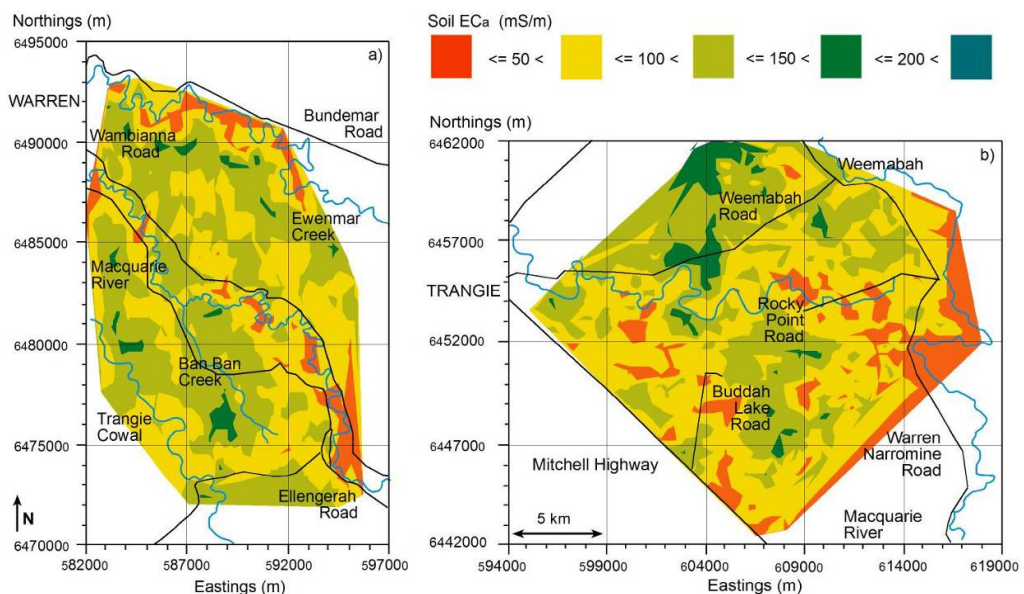 Northings (m)
Soil ECa (mS/m)
<= 50 <
<= 100 <
<= 150 <
<= 200 <
6495000
a)
WARREN
Bundemar
Road
Wambianna
Road
6490000
Ewenmar
Creek
6485000
Macquarie
River
6480000
Ban Ban
Creek
Trangie
Cowal
6475000
Ellengerah
Road
N
6470000
582000
587000
592000
597000
Eastings (m)
Northings (m)
6462000
b)
Weemabah
Weemabah
Road
6457000
TRANGIE
Rocky
Point
Road
6452000
Buddah
Lake
Road
6447000
Warren
Narromine
Road
Mitchell Highway
5 km
Macquarie
River
6442000
594000
599000
604000
609000
614000
619000
Eastings (m)